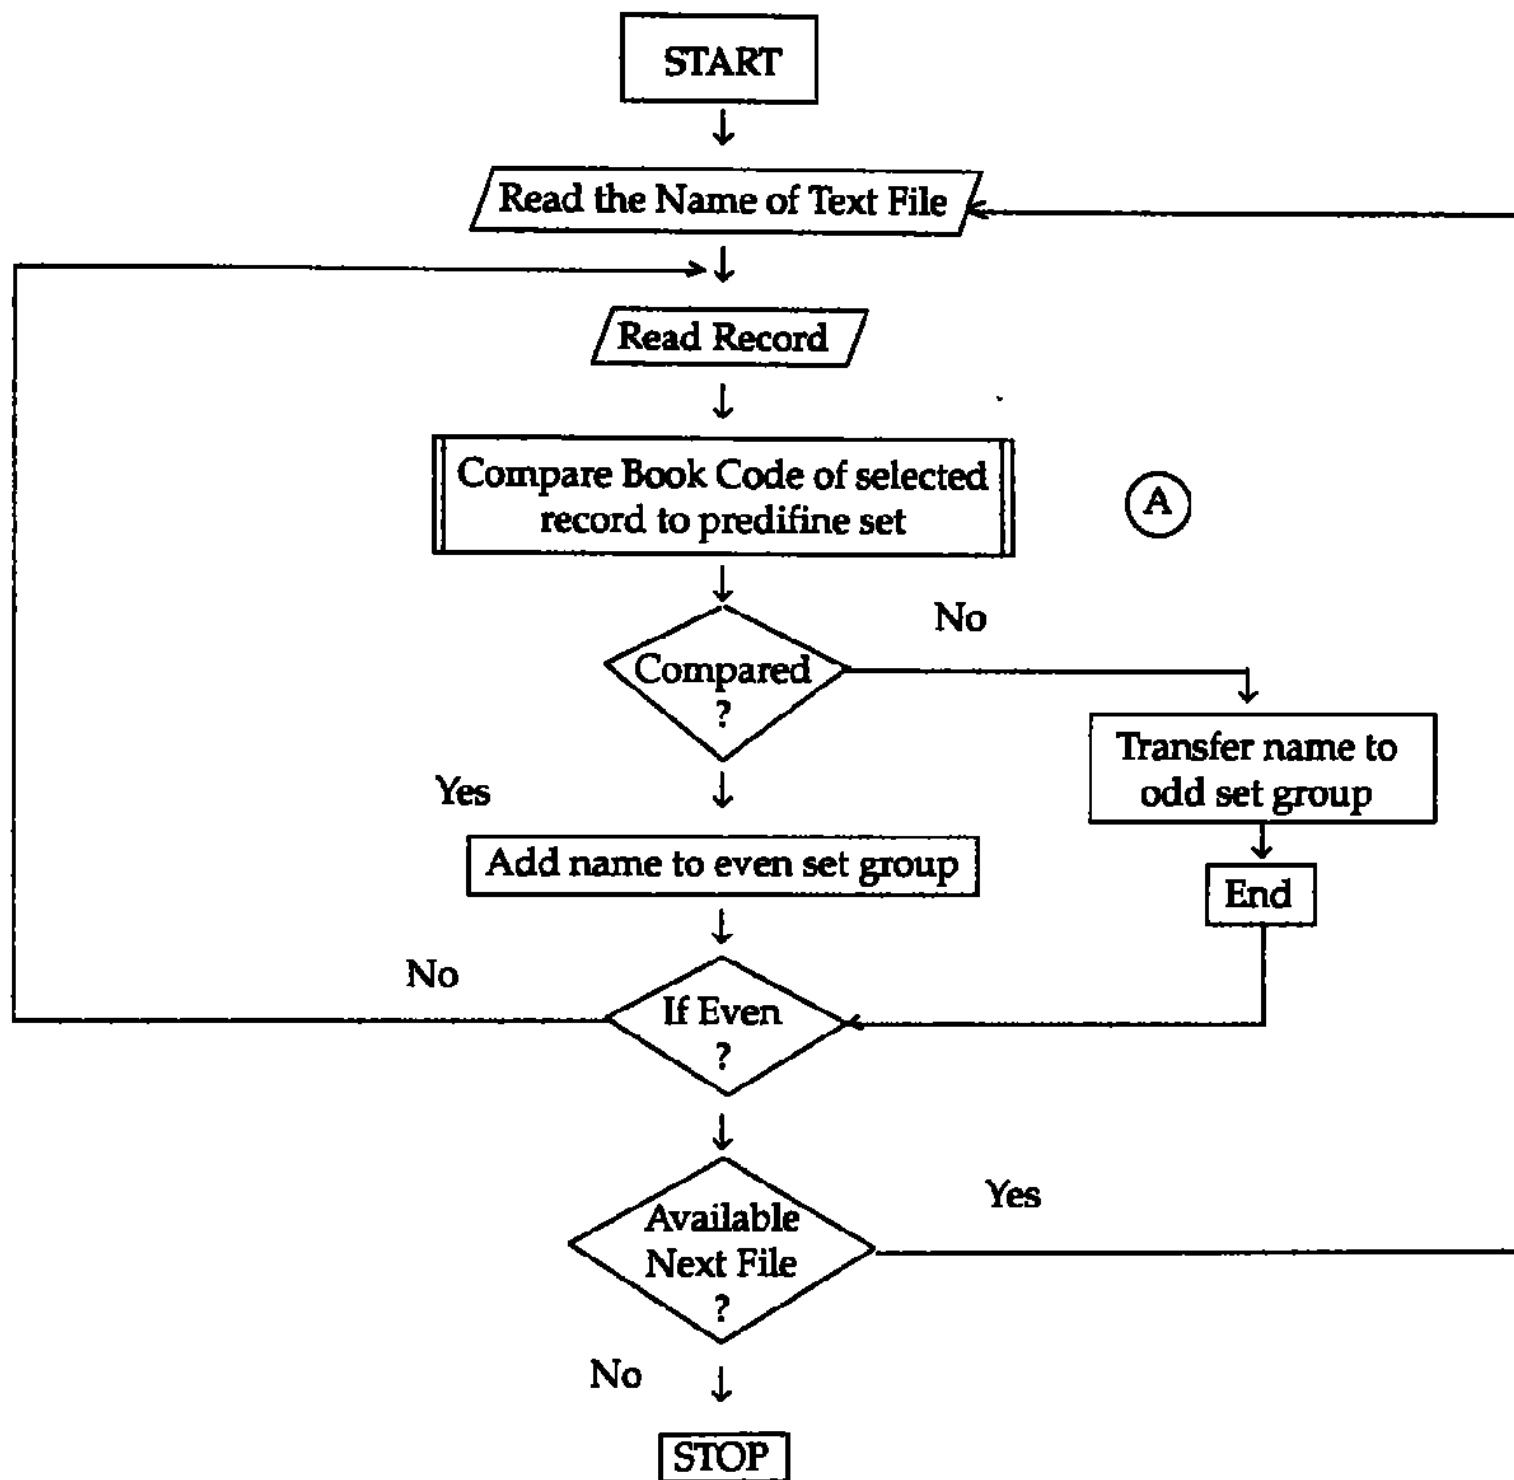 START
Read the Name of Text File
Read Record
Compare Book Code of selected
record to predifine set
A
No
Compared
?
Transfer name to
odd set group
Yes
Add name to even set group
End
No
If Even
?
Yes
Available
Next File
?
No
STOP